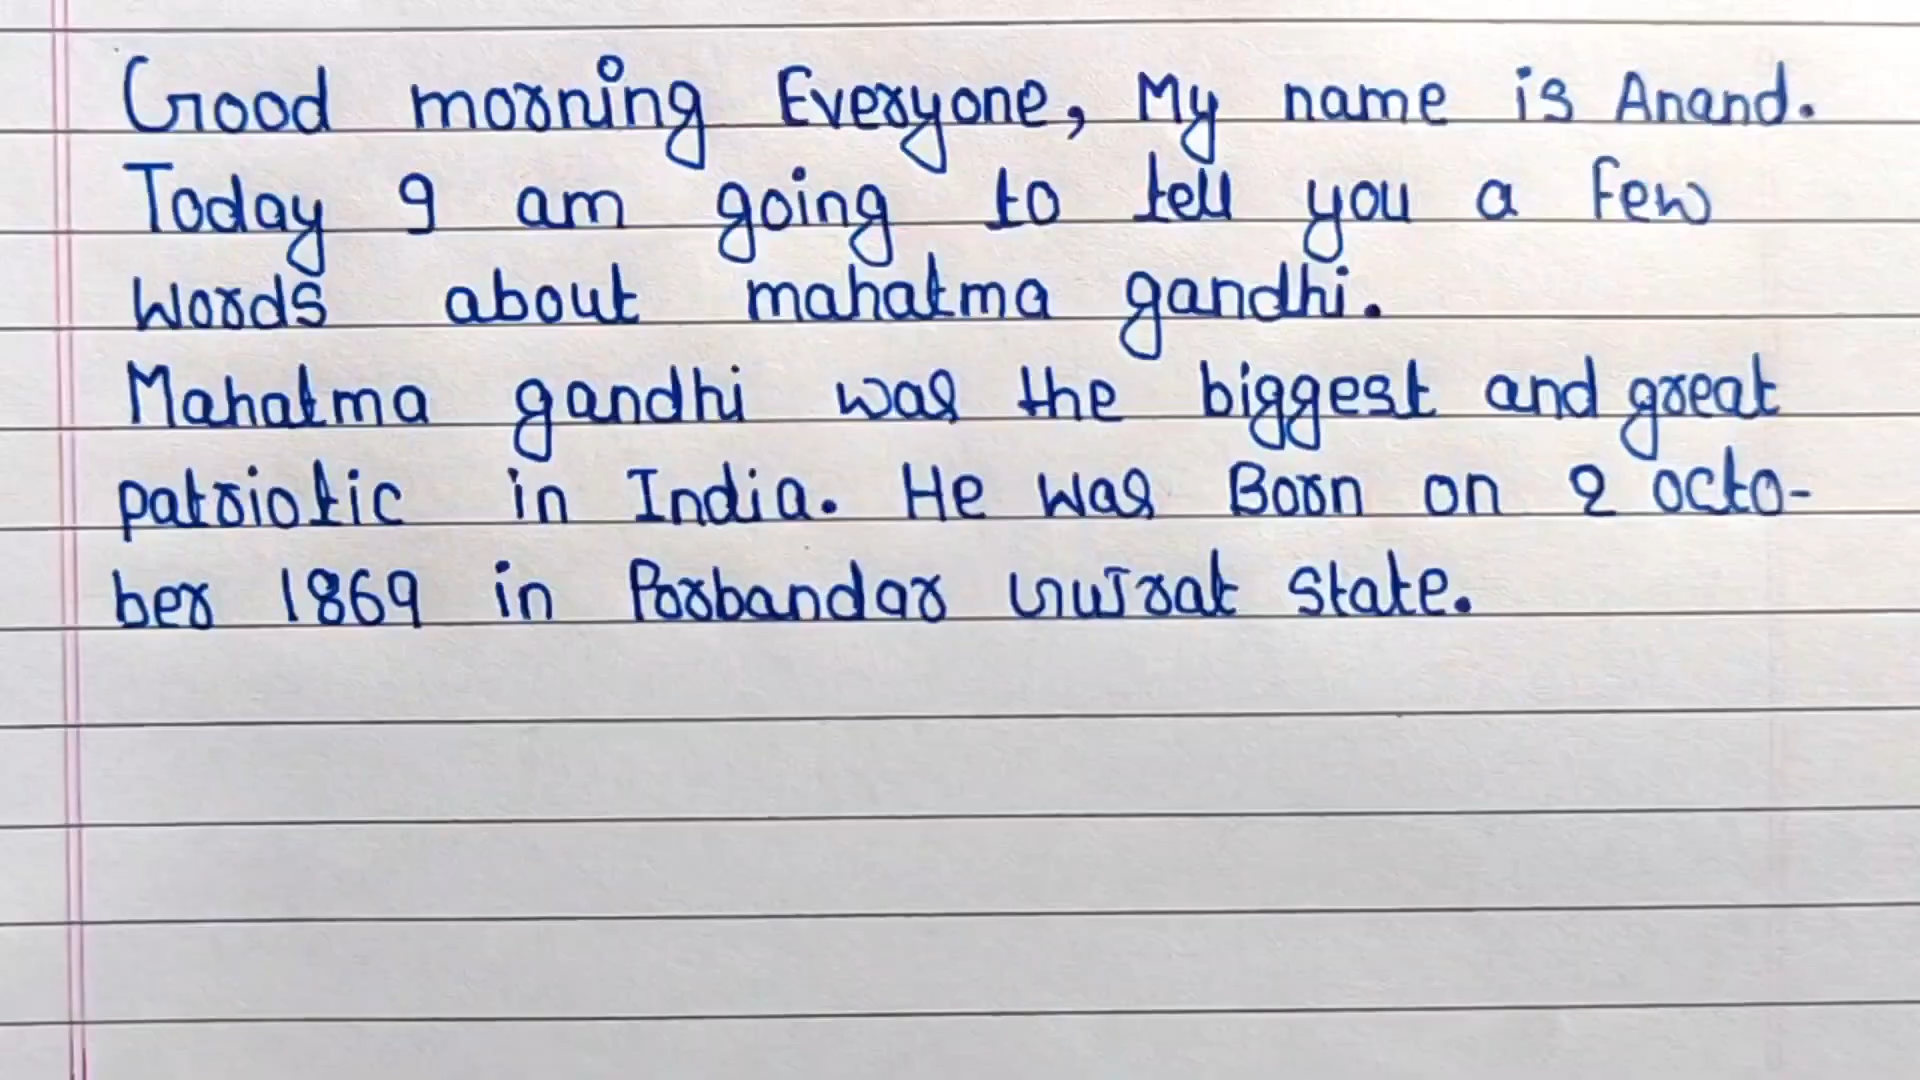 Good morning Everyone, My name is Anand.
Today I am going to tell you a few
words about mahatma gandhi.
Mahatma gandhi was the biggest and great
patriotic in India. He was Born on 2 octo-
ber 1869 in Porbandar Gujrat state.